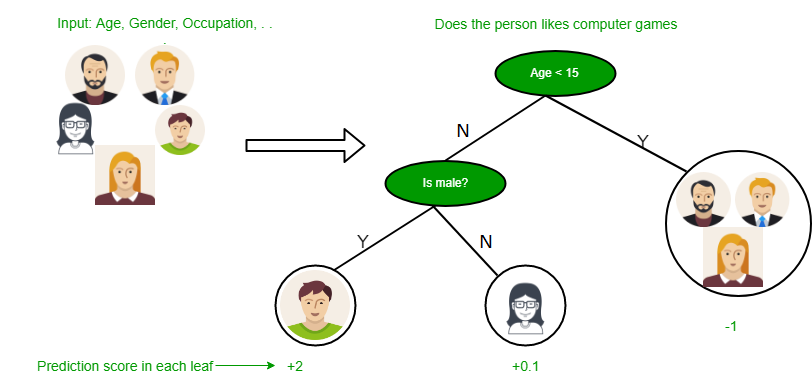 Input: Age, Gender, Occupation, . . .
Does the person likes computer games
Age < 15
N
Y
Is male?
Y
N
-1
Prediction score in each leaf
+2
+0.1